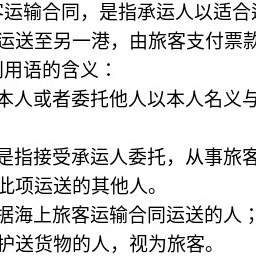 客运输合同，是指承运人以适合运
运送至另一港，由旅客支付票款
列用语的含义：
本人或者委托他人以本人名义与
是指接受承运人委托，从事旅客
此项运送的其他人。
据海上旅客运输合同运送的人；
护送货物的人，视为旅客。